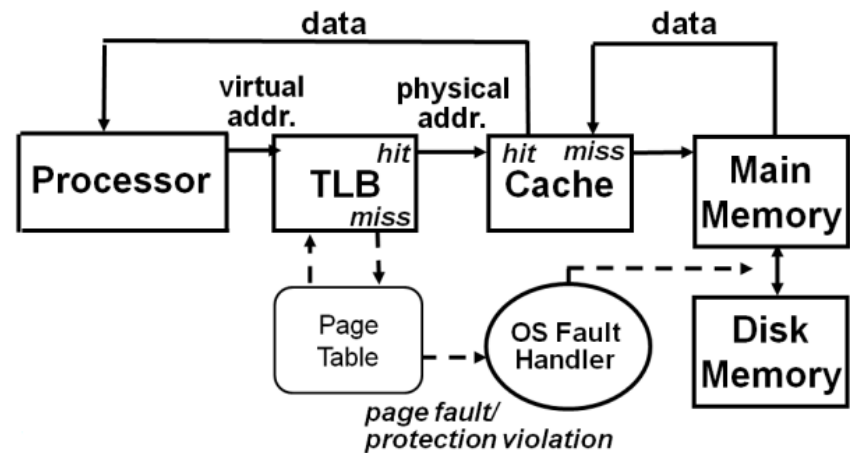 data
data
virtual
addr.
physical
addr.
Processor
hit
TLB
miss
hit
miss
Cache
Main
Memory
Page
Table
OS Fault
Handler
Disk
Memory
page fault/
protection violation